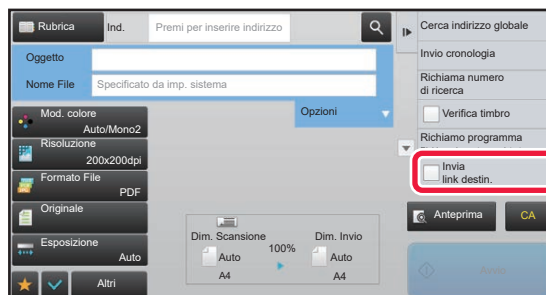 Rubrica
Ind.
Premi per inserire indirizzo
Oggetto
Nome File
Specificato da imp. sistema
Opzioni
Mod. colore
Auto/Mono2
Risoluzione
200x200dpi
Formato File
PDF
Originale
Esposizione
Auto
Altri
Dim. Scansione
Auto
A4
100%
Dim. Invio
Auto
A4
Cerca indirizzo globale
Invio cronologia
Richiama numero
di ricerca
Verifica timbro
Richiamo programma
Invia
link destin.
Anteprima
CA
Avvio